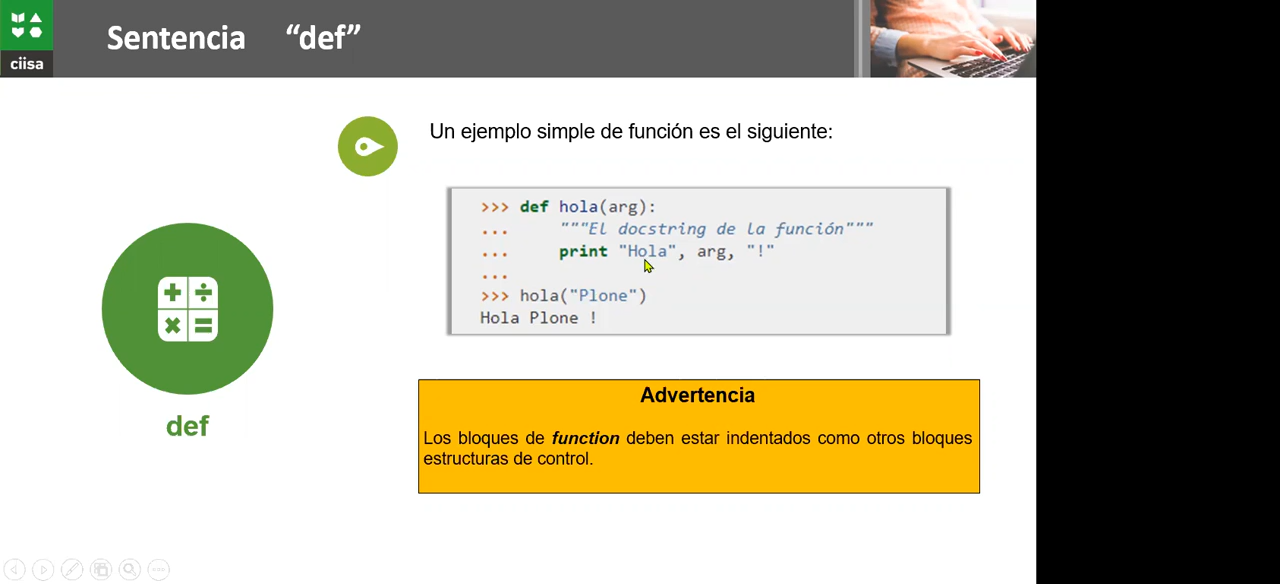 Sentencia “def”
ciisa
Un ejemplo simple de función es el siguiente:
>>> def hola(arg):
... """El docstring de la función"""
... print "Hola", arg, "!"
...
>>> hola("Plone")
Hola Plone !
def
Advertencia
Los bloques de function deben estar indentados como otros bloques
estructuras de control.